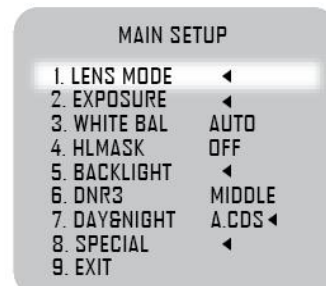 MAIN SETUP
1. LENS MODE ◄
2. EXPOSURE ◄
3. WHITE BAL AUTO
4. HLMASK OFF
5. BACKLIGHT ◄
6. DNR3 MIDDLE
7. DAY&NIGHT A.CDS◄
8. SPECIAL ◄
9. EXIT